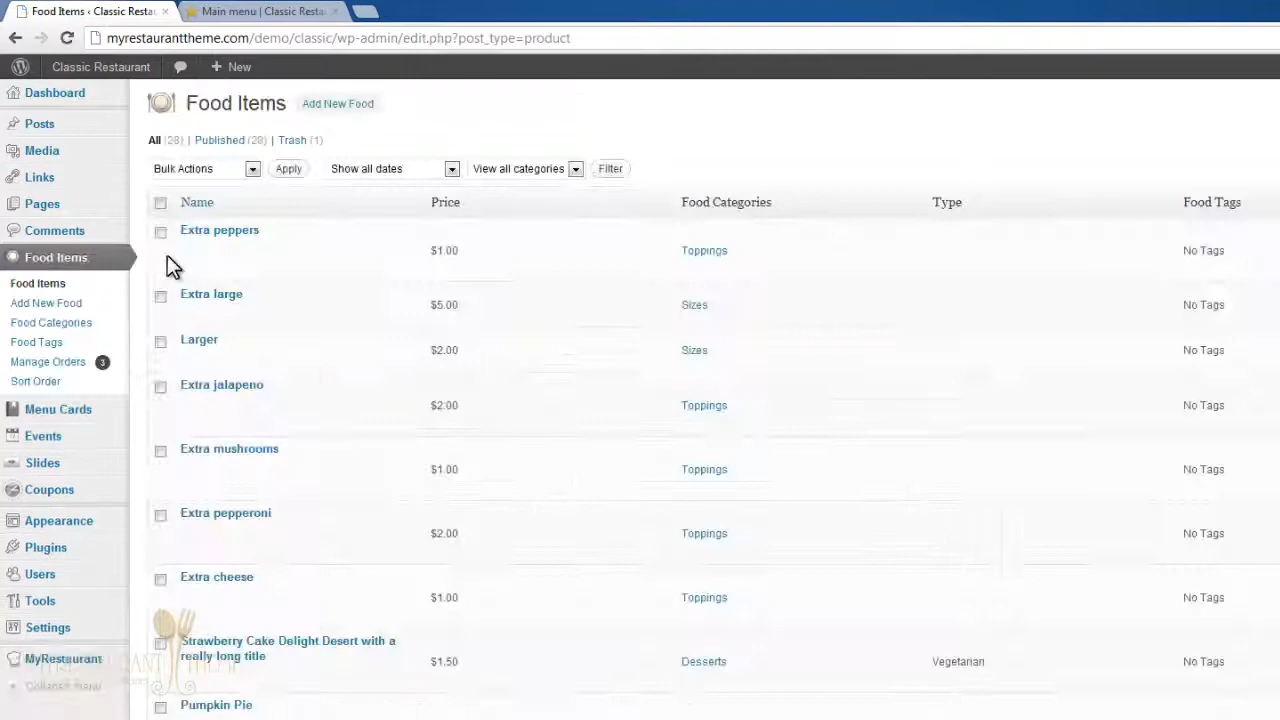 Food Items ‹ Classic Restau × Main menu | Classic Restau ×
myrestauranttheme.com/demo/classic/wp-admin/edit.php?post_type=product
Classic Restaurant + New
Dashboard
Posts
Media
Links
Pages
Comments
Food Items
Food Items
Add New Food
Food Categories
Food Tags
Manage Orders 3
Sort Order
Menu Cards
Events
Slides
Coupons
Appearance
Plugins
Users
Tools
Settings
MyRestaurant
Collapse menu
Food Items Add New Food
All (28) | Published (28) | Trash (1)
Bulk Actions Apply Show all dates View all categories Filter
Name Price Food Categories Type Food Tags
Extra peppers
$1.00 Toppings No Tags
Extra large
$5.00 Sizes No Tags
Larger
$2.00 Sizes No Tags
Extra jalapeno
$2.00 Toppings No Tags
Extra mushrooms
$1.00 Toppings No Tags
Extra pepperoni
$2.00 Toppings No Tags
Extra cheese
$1.00 Toppings No Tags
Strawberry Cake Delight Desert with a
really long title
$1.50 Desserts Vegetarian No Tags
Pumpkin Pie